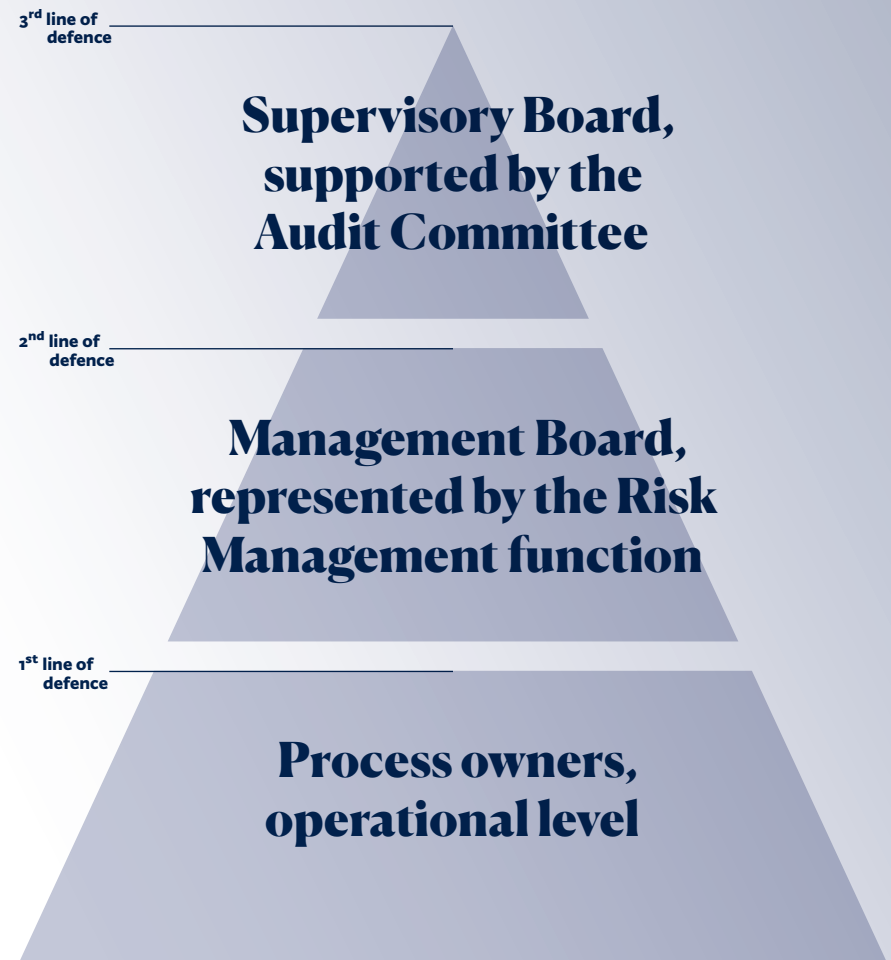 3rd line of
defence
Supervisory Board,
supported by the
Audit Committee
2nd line of
defence
Management Board,
represented by the Risk
Management function
1st line of
defence
Process owners,
operational level